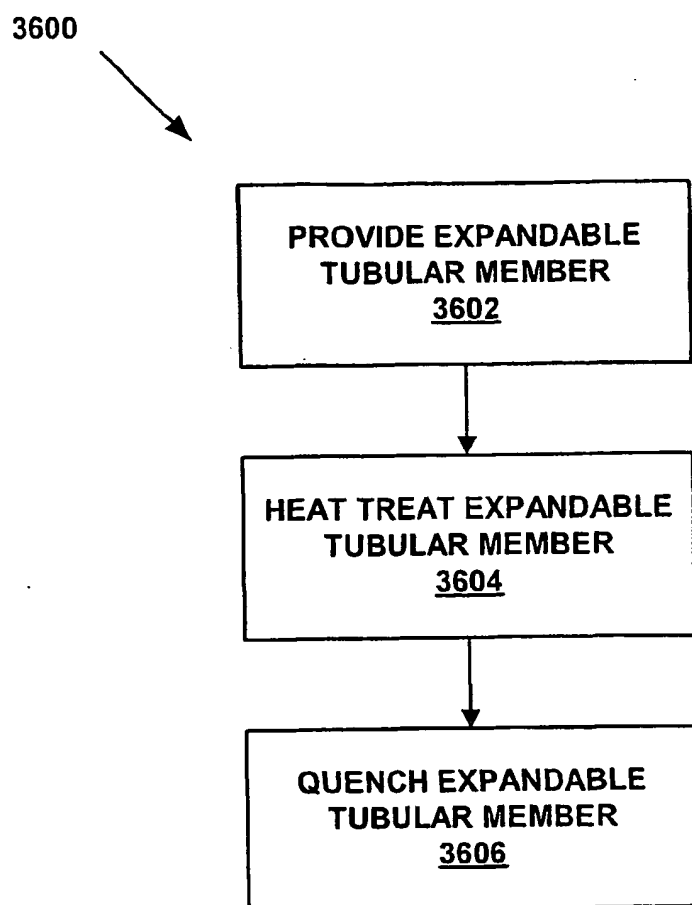 3600
PROVIDE EXPANDABLE
TUBULAR MEMBER
3602
HEAT TREAT EXPANDABLE
TUBULAR MEMBER
3604
QUENCH EXPANDABLE
TUBULAR MEMBER
3606